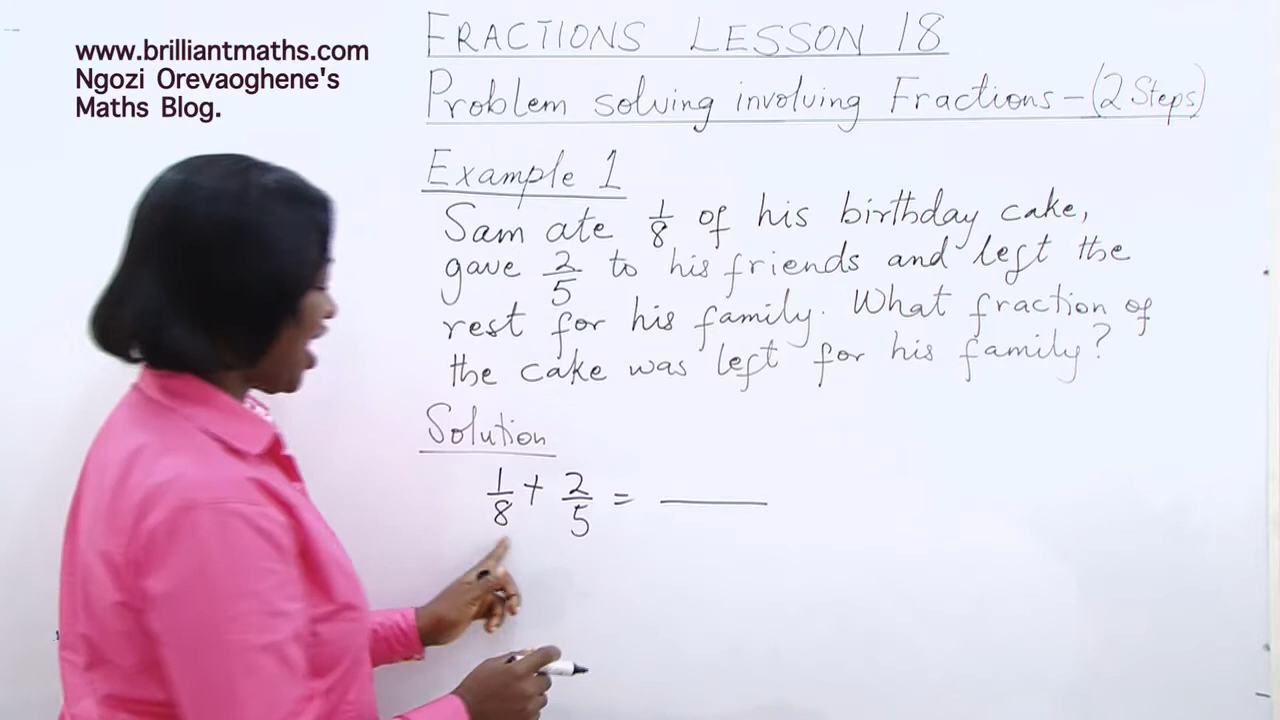 www.brilliantmaths.com
Ngozi Orevaoghene's
Maths Blog.
FRACTIONS LESSON 18
Problem solving involving Fractions - (2 Steps)
Example 1
Sam ate 1/8 of his birthday cake,
gave 2/5 to his friends and left the
rest for his family. What fraction of
the cake was left for his family?
Solution
1/8 + 2/5 = ―